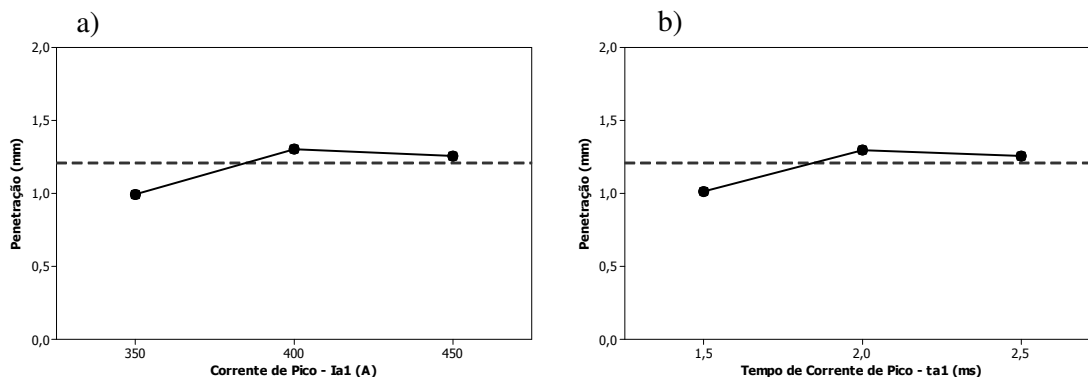 a)
2,0
1,5
1,0
0,5
0,0
Penetração (mm)
350 400 450
Corrente de Pico - Ia1 (A)
b)
2,0
1,5
1,0
0,5
0,0
Penetração (mm)
1,5 2,0 2,5
Tempo de Corrente de Pico - ta1 (ms)